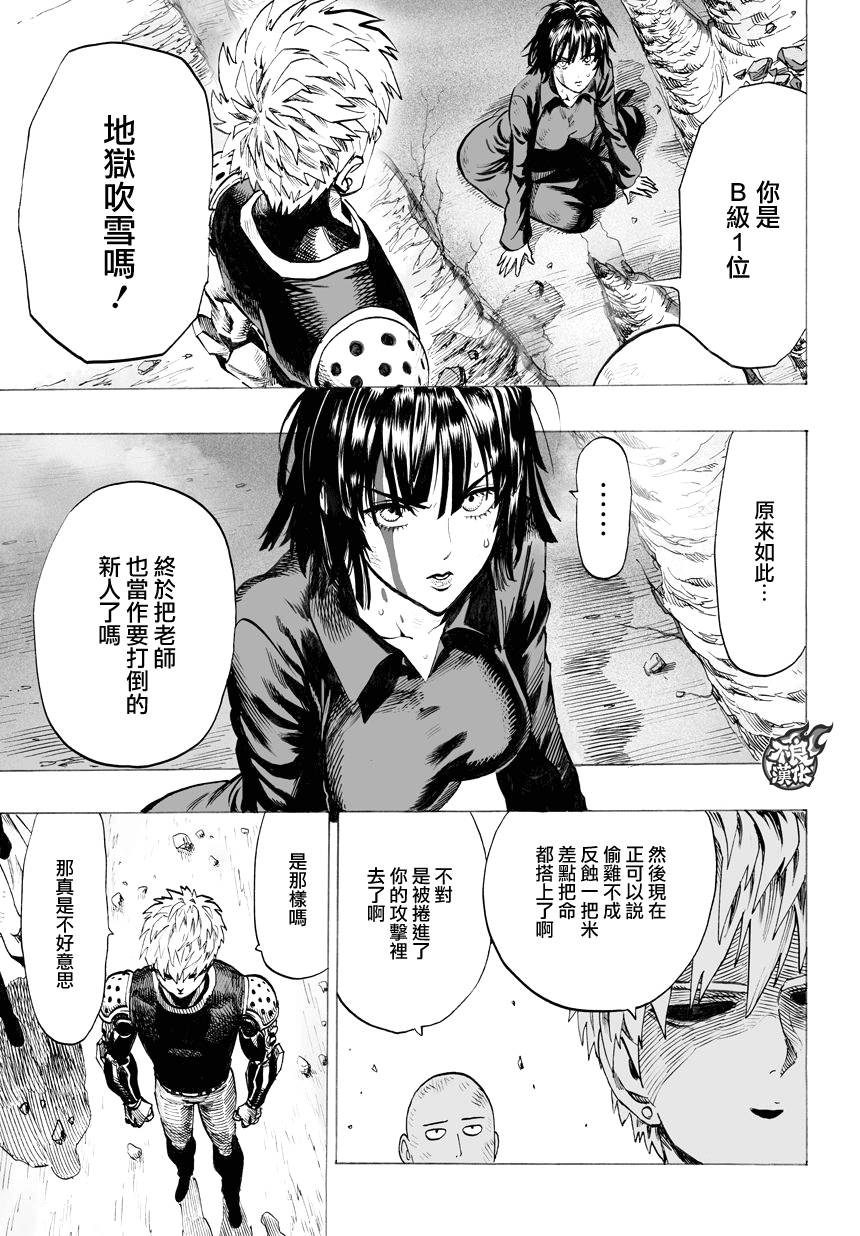 你是
B級1位
地獄吹雪嗎！
原來如此…
……
終於把老師
也當作要打倒的
新人了嗎
然後現在
正可以說
偷雞不成
反蝕一把米
差點把命
都搭上了啊
不對
是被捲進了
你的攻擊裡
去了啊
是那樣嗎
那真是不好意思
不良
漢化